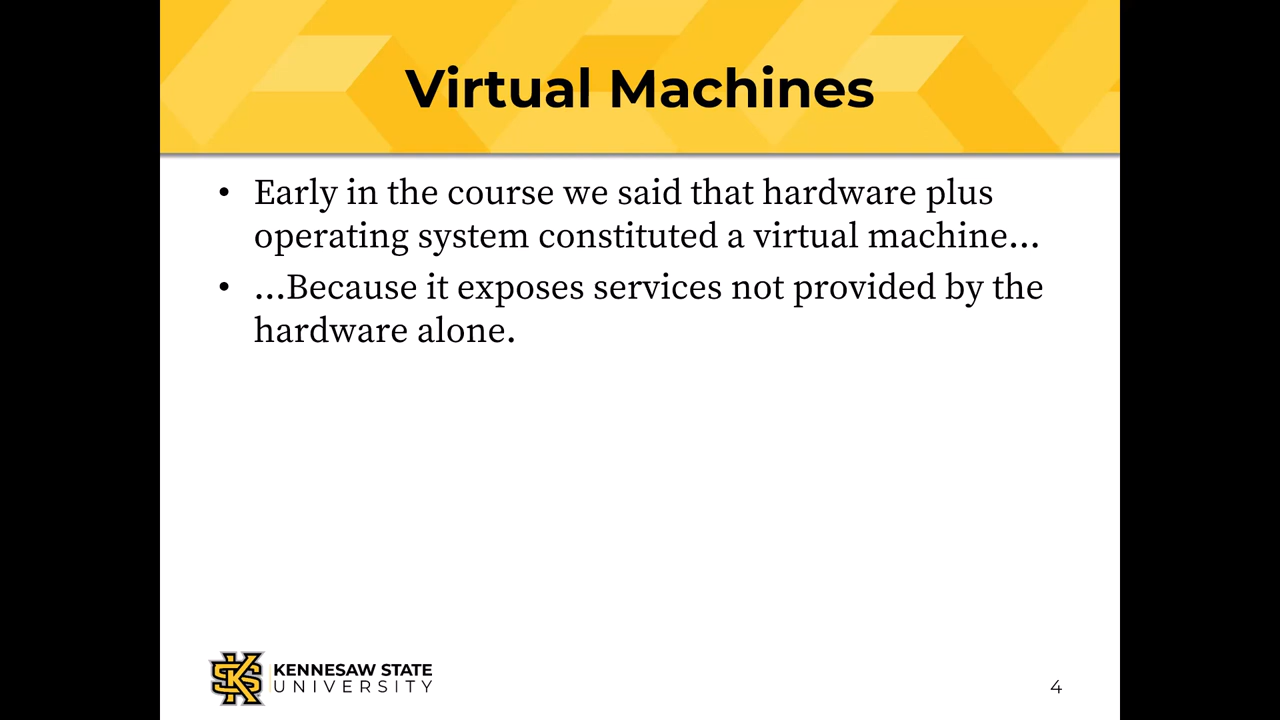 Virtual Machines
• Early in the course we said that hardware plus
operating system constituted a virtual machine…
• …Because it exposes services not provided by the
hardware alone.
KS
KENNESAW STATE
UNIVERSITY
4